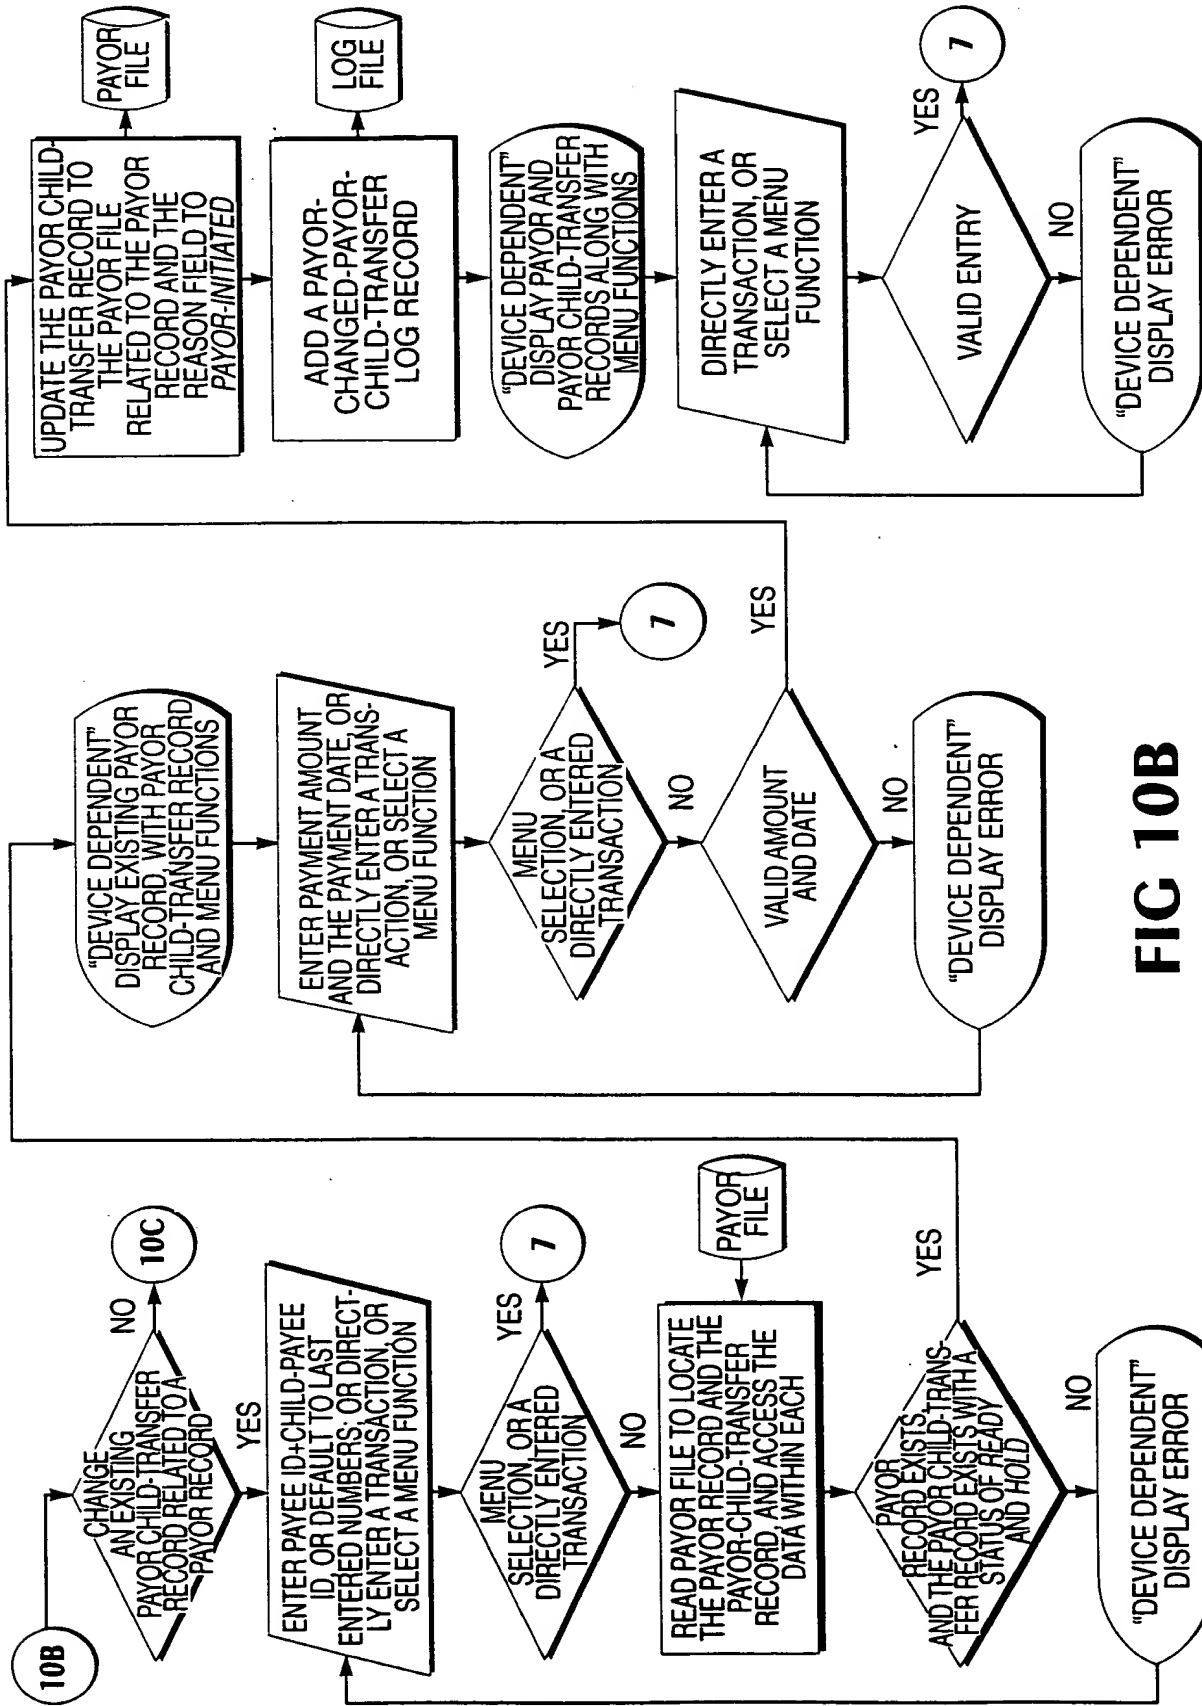 10B
CHANGE
AN EXISTING
PAYOR CHILD-TRANSFER
RECORD RELATED TO A
PAYOR RECORD
NO
10C
YES
ENTER PAYEE ID+CHILD-PAYEE
ID, OR DEFAULT TO LAST
ENTERED NUMBERS; OR DIRECT-
LY ENTER A TRANSACTION, OR
SELECT A MENU FUNCTION
MENU
SELECTION, OR A
DIRECTLY ENTERED
TRANSACTION
YES
7
NO
READ PAYOR FILE TO LOCATE
THE PAYOR RECORD AND THE
PAYOR-CHILD-TRANSFER
RECORD, AND ACCESS THE
DATA WITHIN EACH
PAYOR
FILE
PAYOR
RECORD EXISTS,
AND THE PAYOR CHILD-TRANS-
FER RECORD EXISTS WITH A
STATUS OF READY
AND HOLD
YES
NO
"DEVICE DEPENDENT"
DISPLAY ERROR
"DEVICE DEPENDENT"
DISPLAY EXISTING PAYOR
RECORD, WITH PAYOR
CHILD-TRANSFER RECORD
AND MENU FUNCTIONS
ENTER PAYMENT AMOUNT
AND THE PAYMENT DATE, OR
DIRECTLY ENTER A TRANS-
ACTION, OR SELECT A
MENU FUNCTION
MENU
SELECTION, OR A
DIRECTLY ENTERED
TRANSACTION
YES
7
NO
VALID AMOUNT
AND DATE
YES
NO
"DEVICE DEPENDENT"
DISPLAY ERROR
UPDATE THE PAYOR CHILD-
TRANSFER RECORD TO
THE PAYOR FILE
RELATED TO THE PAYOR
RECORD AND THE
REASON FIELD TO
PAYOR-INITIATED
PAYOR
FILE
ADD A PAYOR-
CHANGED-PAYOR-
CHILD-TRANSFER
LOG RECORD
LOG
FILE
"DEVICE DEPENDENT"
DISPLAY PAYOR AND
PAYOR CHILD-TRANSFER
RECORDS ALONG WITH
MENU FUNCTIONS
DIRECTLY ENTER A
TRANSACTION, OR
SELECT A MENU
FUNCTION
VALID ENTRY
YES
7
NO
"DEVICE DEPENDENT"
DISPLAY ERROR
FIG 10B